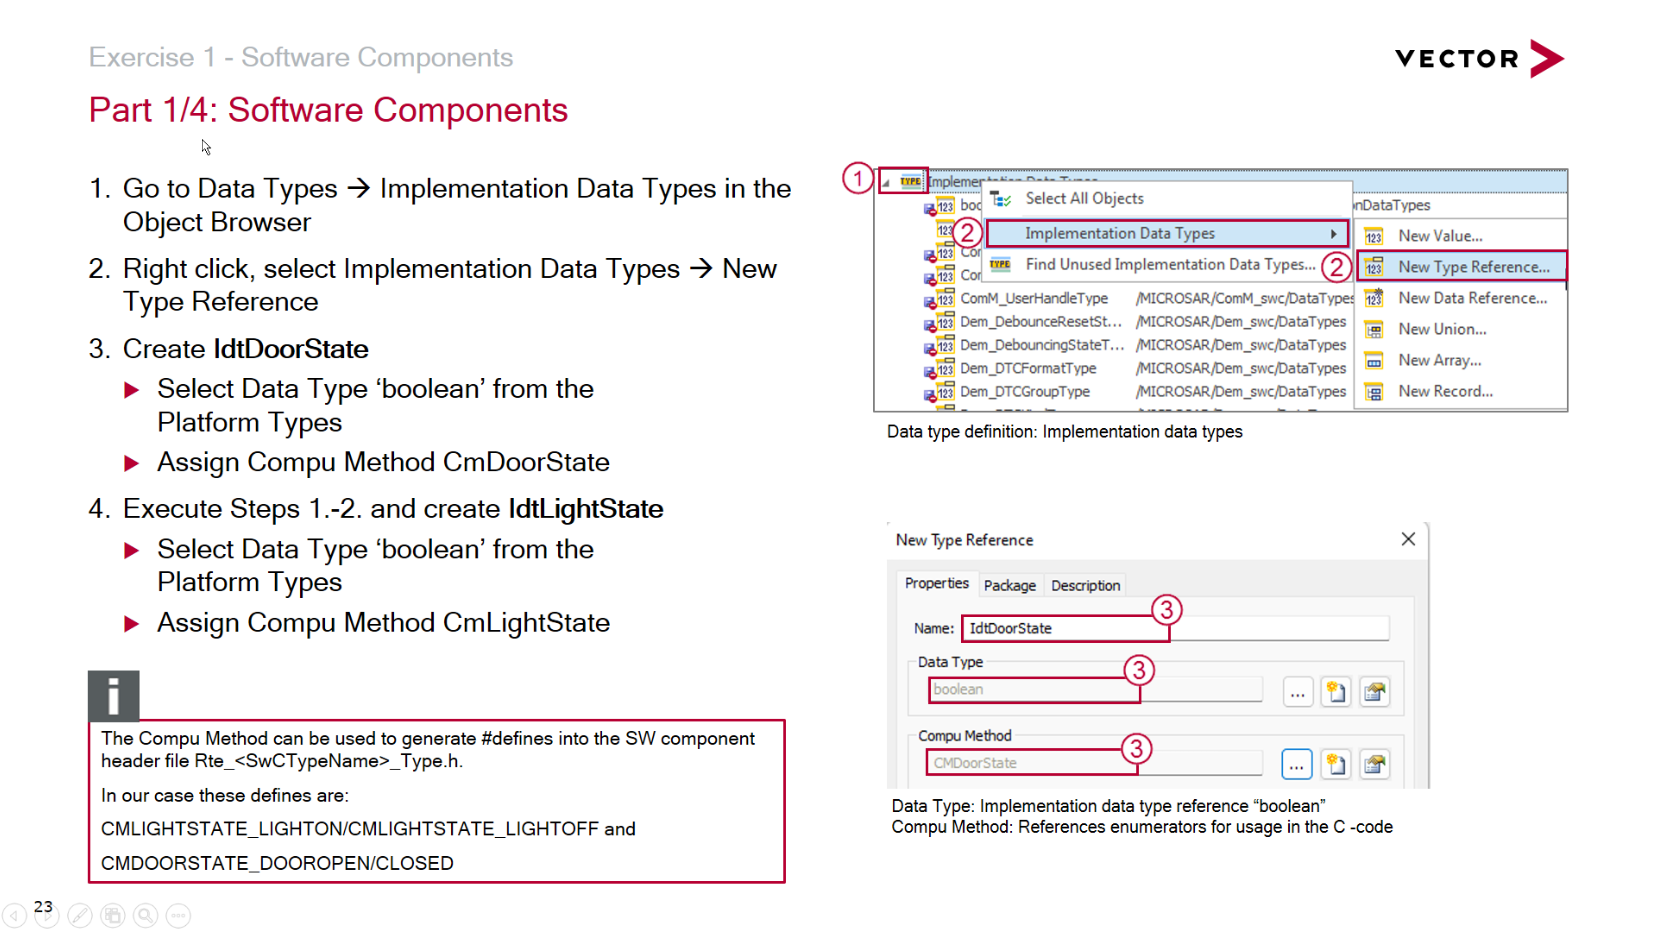 Exercise 1 - Software Components
VECTOR
Part 1/4: Software Components
1. Go to Data Types → Implementation Data Types in the
Object Browser
2. Right click, select Implementation Data Types → New
Type Reference
3. Create IdtDoorState
▶ Select Data Type ‘boolean’ from the
Platform Types
▶ Assign Compu Method CmDoorState
4. Execute Steps 1.-2. and create IdtLightState
▶ Select Data Type ‘boolean’ from the
Platform Types
▶ Assign Compu Method CmLightState
i
The Compu Method can be used to generate #defines into the SW component
header file Rte_<SwCTypeName>_Type.h.
In our case these defines are:
CMLIGHTSTATE_LIGHTON/CMLIGHTSTATE_LIGHTOFF and
CMDOORSTATE_DOOROPEN/CLOSED
23
1
TYPE
Select All Objects
onDataTypes
2
Implementation Data Types
New Value...
TYPE Find Unused Implementation Data Types...
2
New Type Reference...
ComM_UserHandleType /MICROSAR/ComM_swc/DataTypes
New Data Reference...
Dem_DebounceResetSt... /MICROSAR/Dem_swc/DataTypes
New Union...
Dem_DebouncingStateT... /MICROSAR/Dem_swc/DataTypes
New Array...
Dem_DTCFormatType /MICROSAR/Dem_swc/DataTypes
Dem_DTCGroupType /MICROSAR/Dem_swc/DataTypes
New Record...
Data type definition: Implementation data types
New Type Reference
Properties Package Description
3
Name: IdtDoorState
Data Type
3
boolean
...
Compu Method
3
CMDoorState
...
Data Type: Implementation data type reference “boolean”
Compu Method: References enumerators for usage in the C -code